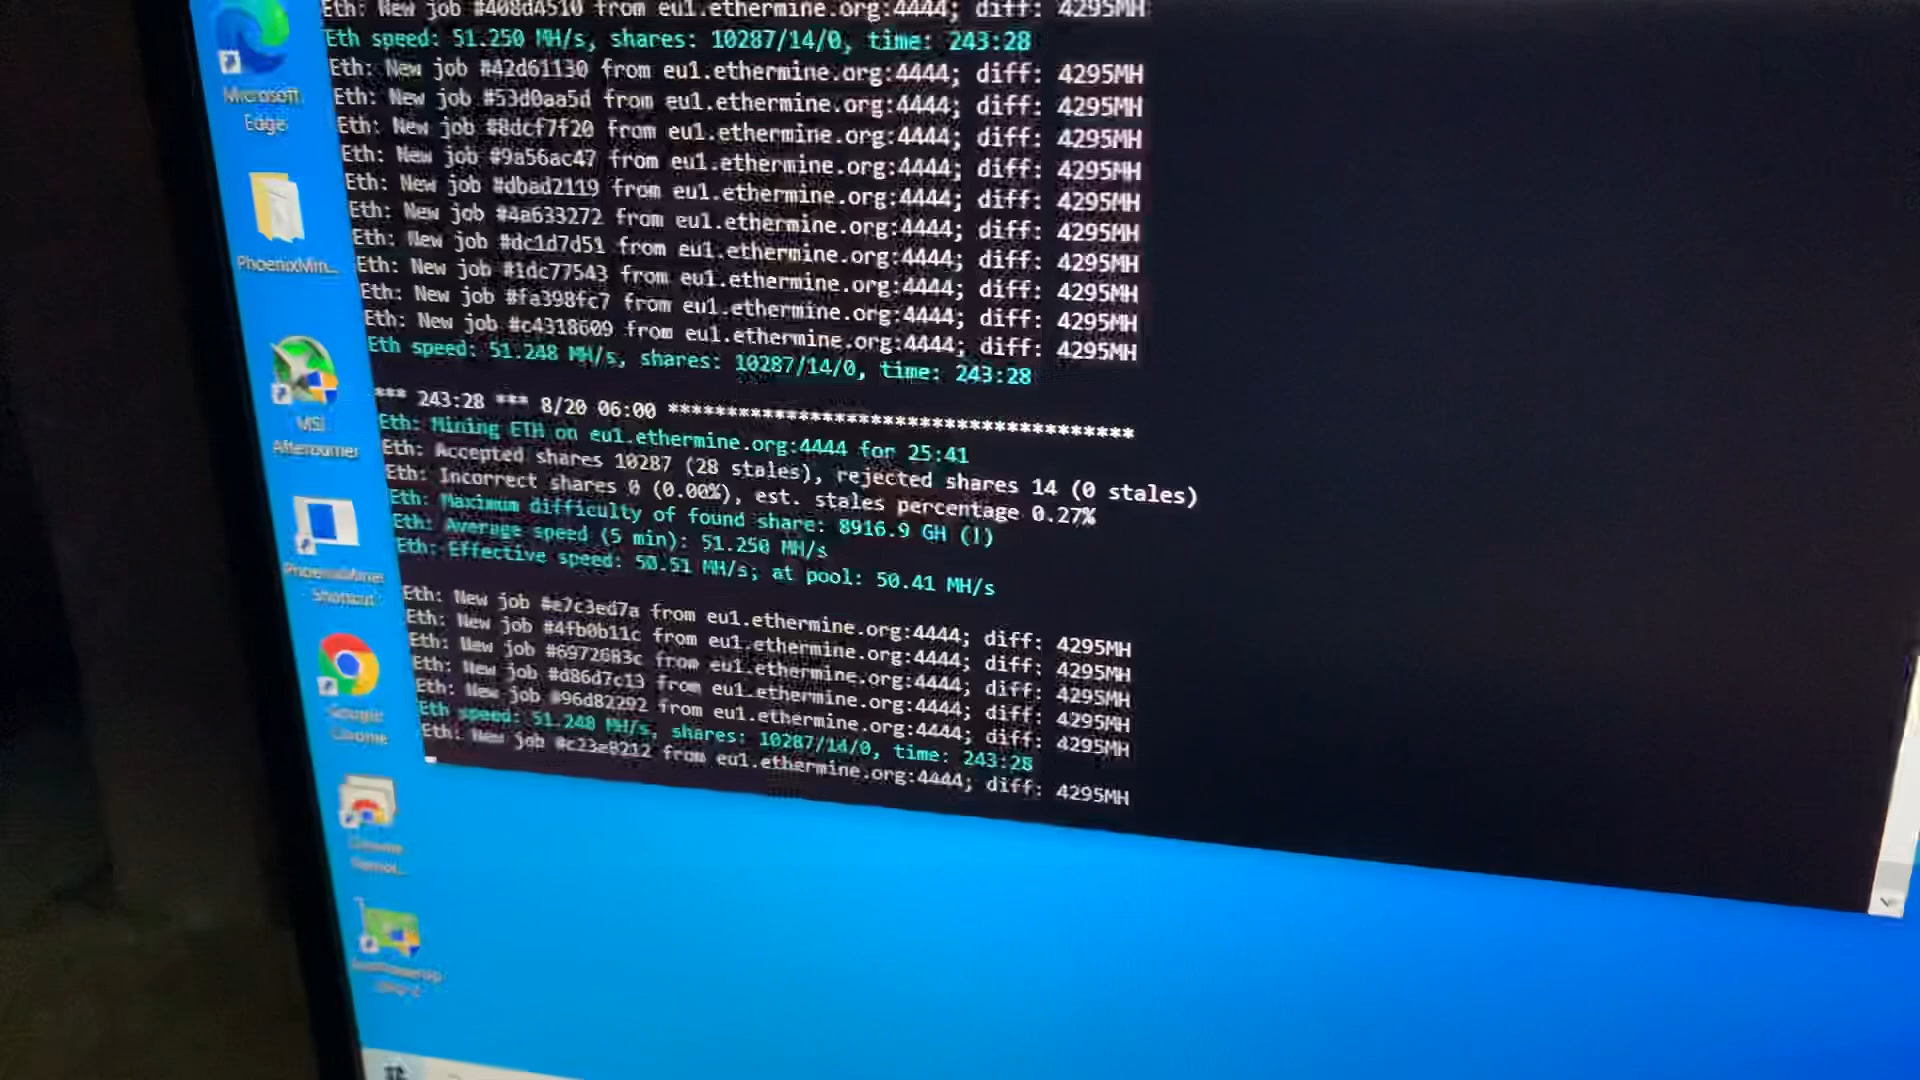 Eth: New job #408d4510 from eu1.ethermine.org:4444; diff: 4295MH
Eth speed: 51.250 MH/s, shares: 10287/14/0, time: 243:28
Eth: New job #42d61130 from eu1.ethermine.org:4444; diff: 4295MH
Eth: New job #53d0aa5d from eu1.ethermine.org:4444; diff: 4295MH
Eth: New job #8dcf7f20 from eu1.ethermine.org:4444; diff: 4295MH
Eth: New job #9a56ac47 from eu1.ethermine.org:4444; diff: 4295MH
Eth: New job #dbad2119 from eu1.ethermine.org:4444; diff: 4295MH
Eth: New job #4a633272 from eu1.ethermine.org:4444; diff: 4295MH
Eth: New job #dc1d7d51 from eu1.ethermine.org:4444; diff: 4295MH
Eth: New job #1dc77543 from eu1.ethermine.org:4444; diff: 4295MH
Eth: New job #fa398fc7 from eu1.ethermine.org:4444; diff: 4295MH
Eth: New job #c4318609 from eu1.ethermine.org:4444; diff: 4295MH
Eth speed: 51.248 MH/s, shares: 10287/14/0, time: 243:28
*** 243:28 *** 8/20 06:00 **************************************
Eth: Mining ETH on eu1.ethermine.org:4444 for 25:41
Eth: Accepted shares 10287 (28 stales), rejected shares 14 (0 stales)
Eth: Incorrect shares 0 (0.00%), est. stales percentage 0.27%
Eth: Maximum difficulty of found share: 8916.9 GH (!)
Eth: Average speed (5 min): 51.250 MH/s
Eth: Effective speed: 50.51 MH/s; at pool: 50.41 MH/s
Eth: New job #e7c3ed7a from eu1.ethermine.org:4444; diff: 4295MH
Eth: New job #4fb0b11c from eu1.ethermine.org:4444; diff: 4295MH
Eth: New job #6972683c from eu1.ethermine.org:4444; diff: 4295MH
Eth: New job #d86d7c13 from eu1.ethermine.org:4444; diff: 4295MH
Eth: New job #96d82292 from eu1.ethermine.org:4444; diff: 4295MH
Eth speed: 51.248 MH/s, shares: 10287/14/0, time: 243:28
Eth: New job #c23e8212 from eu1.ethermine.org:4444; diff: 4295MH
Microsoft
Edge
PhoenixMin...
MSI
Afterburner
PhoenixMiner
Shortcut
Google
Chrome
Chrome
Remot...